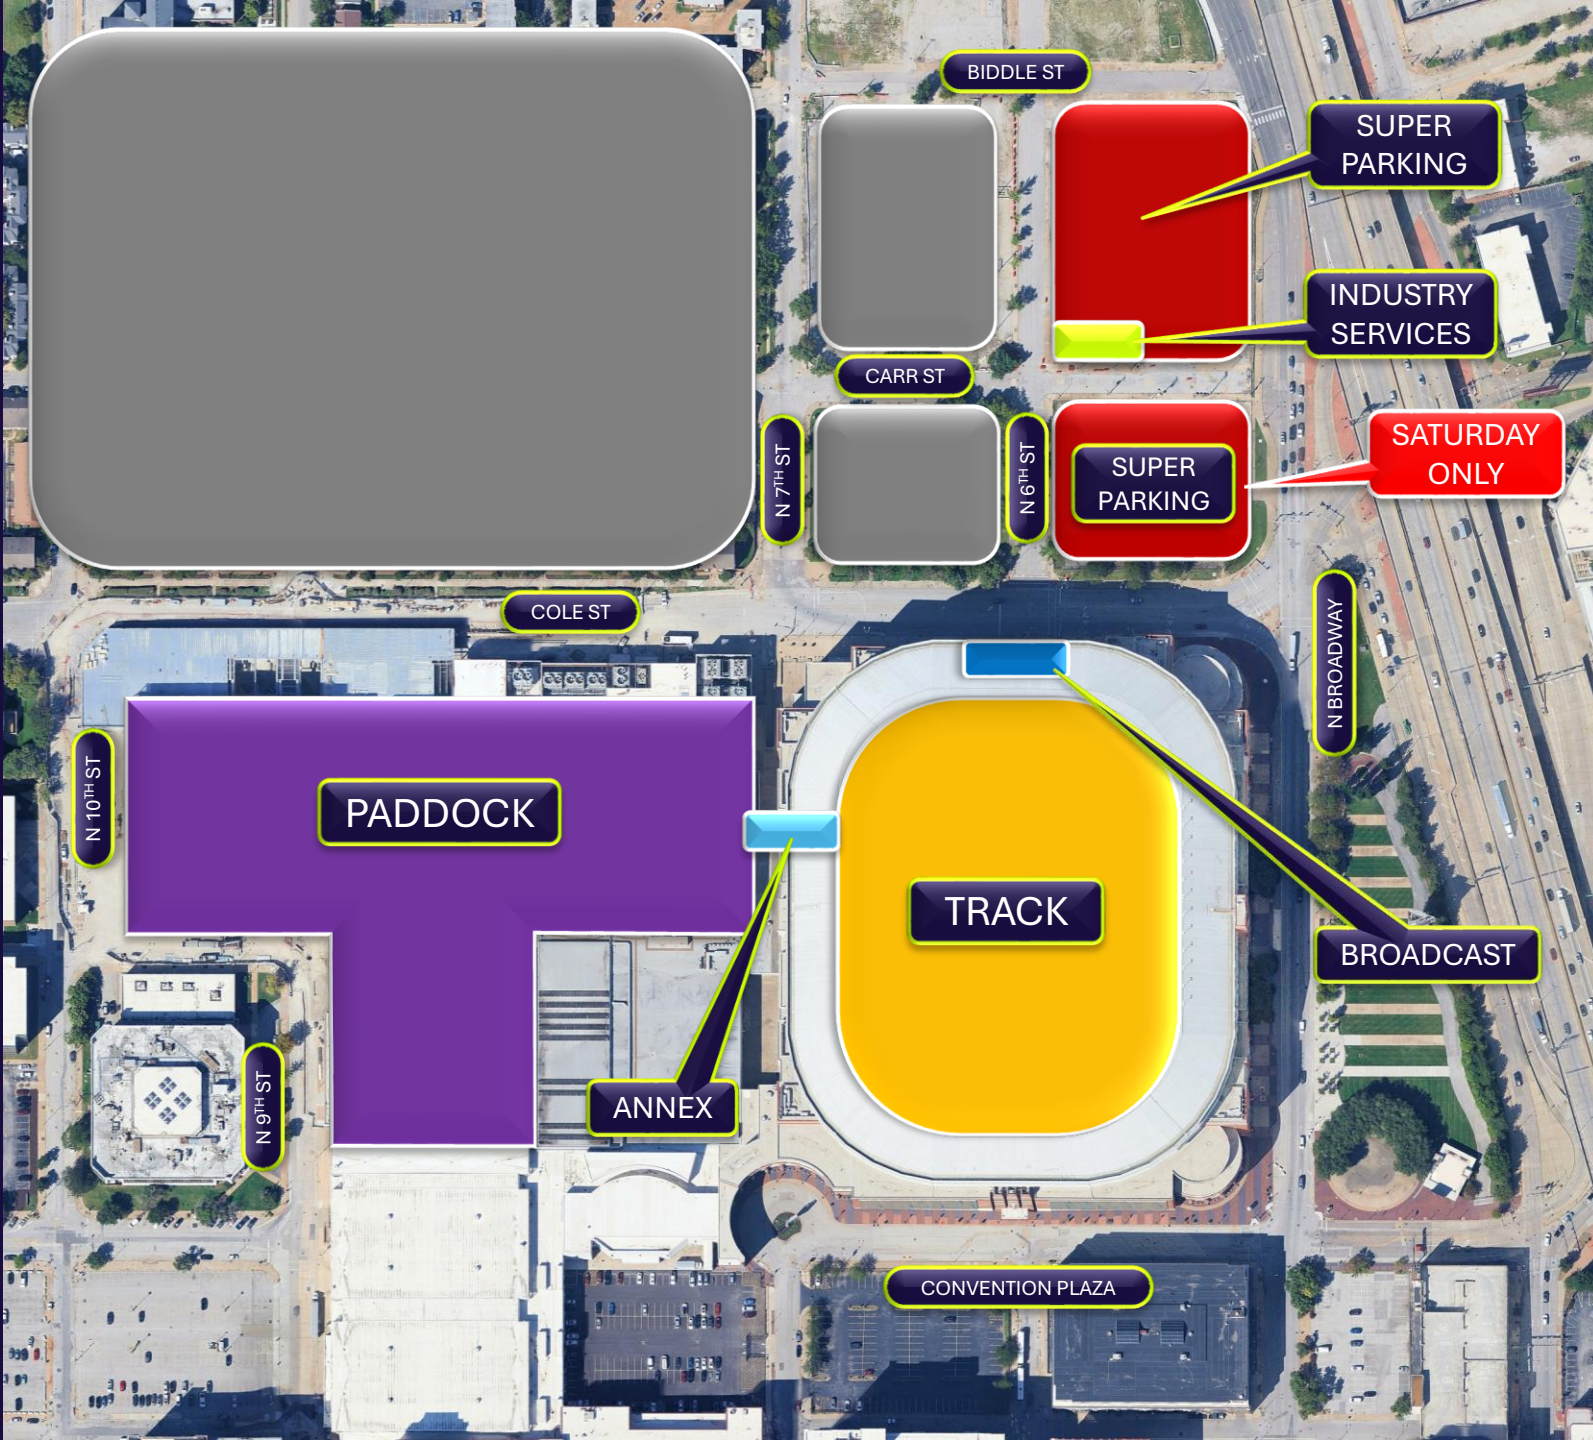 BIDDLE ST
SUPER
PARKING
INDUSTRY
SERVICES
CARR ST
N 7TH ST
N 6TH ST
SUPER
PARKING
SATURDAY
ONLY
COLE ST
N BROADWAY
N 10TH ST
PADDOCK
TRACK
BROADCAST
N 9TH ST
ANNEX
CONVENTION PLAZA